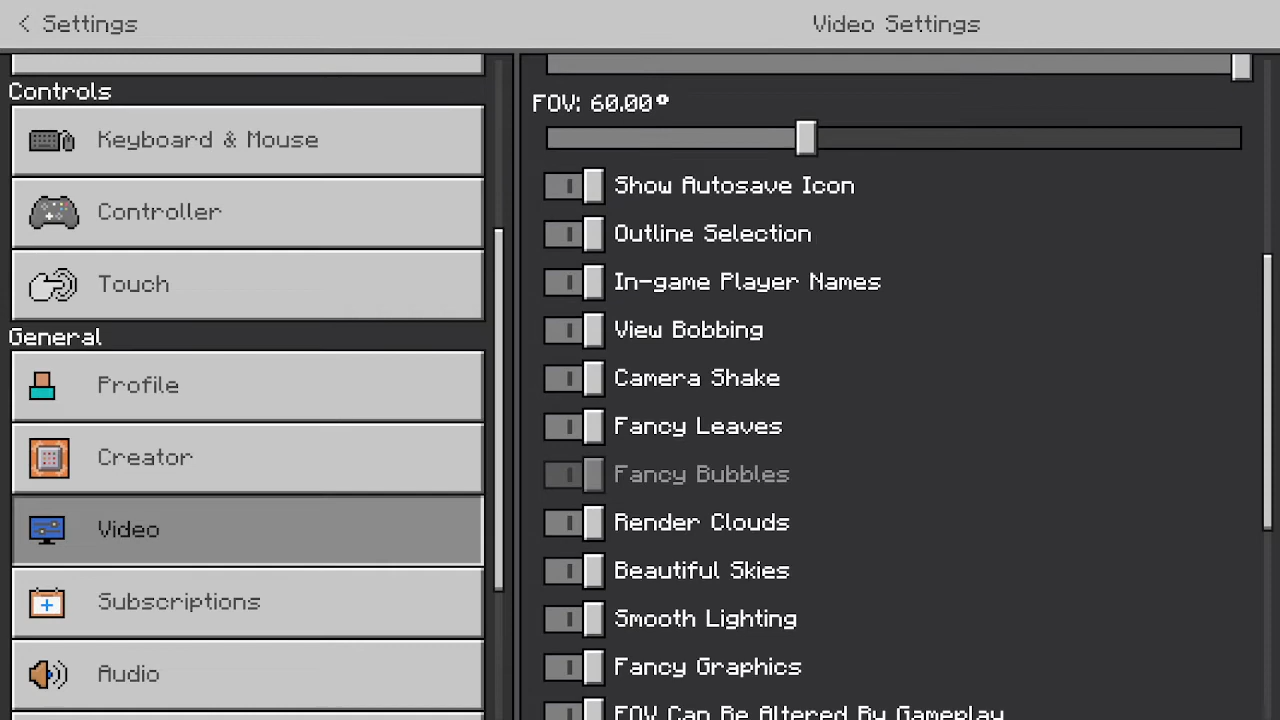 Settings
Video Settings
Controls
Keyboard & Mouse
Controller
Touch
General
Profile
Creator
Video
Subscriptions
Audio
FOV: 60.00°
Show Autosave Icon
Outline Selection
In-game Player Names
View Bobbing
Camera Shake
Fancy Leaves
Fancy Bubbles
Render Clouds
Beautiful Skies
Smooth Lighting
Fancy Graphics
FOV Can Be Altered By Gameplay